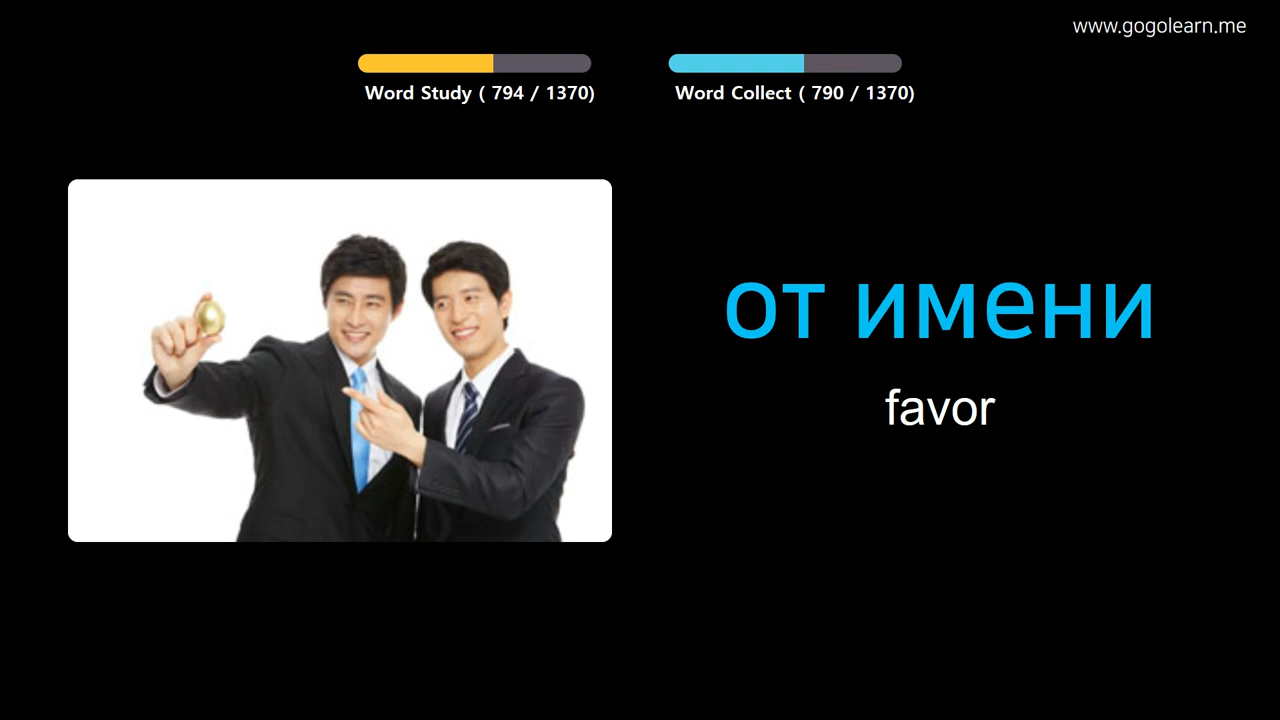 www.gogolearn.me
Word Study ( 794 / 1370)
Word Collect ( 790 / 1370)
от имени
favor